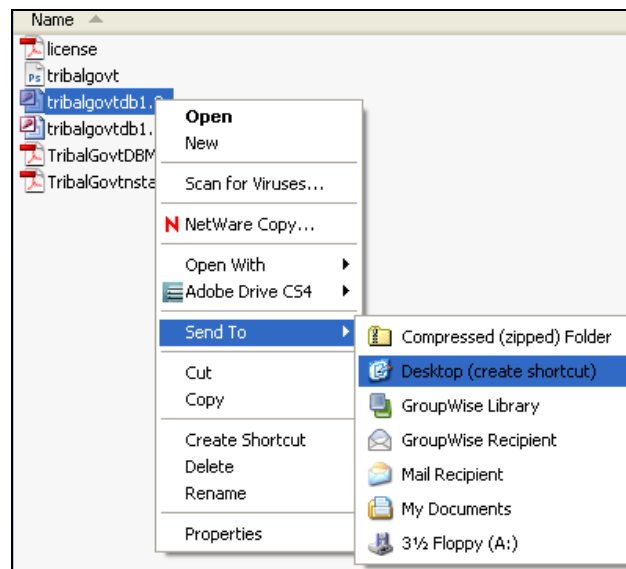 Name
license
Ps tribalgovt
tribalgovtdb1.
tribalgovtdb1.
TribalGovtDBM
TribalGovtnsta
Open
New
Scan for Viruses...
N NetWare Copy...
Open With
Adobe Drive CS4
Send To
Cut
Copy
Create Shortcut
Delete
Rename
Properties
Compressed (zipped) Folder
Desktop (create shortcut)
GroupWise Library
GroupWise Recipient
Mail Recipient
My Documents
3½ Floppy (A:)